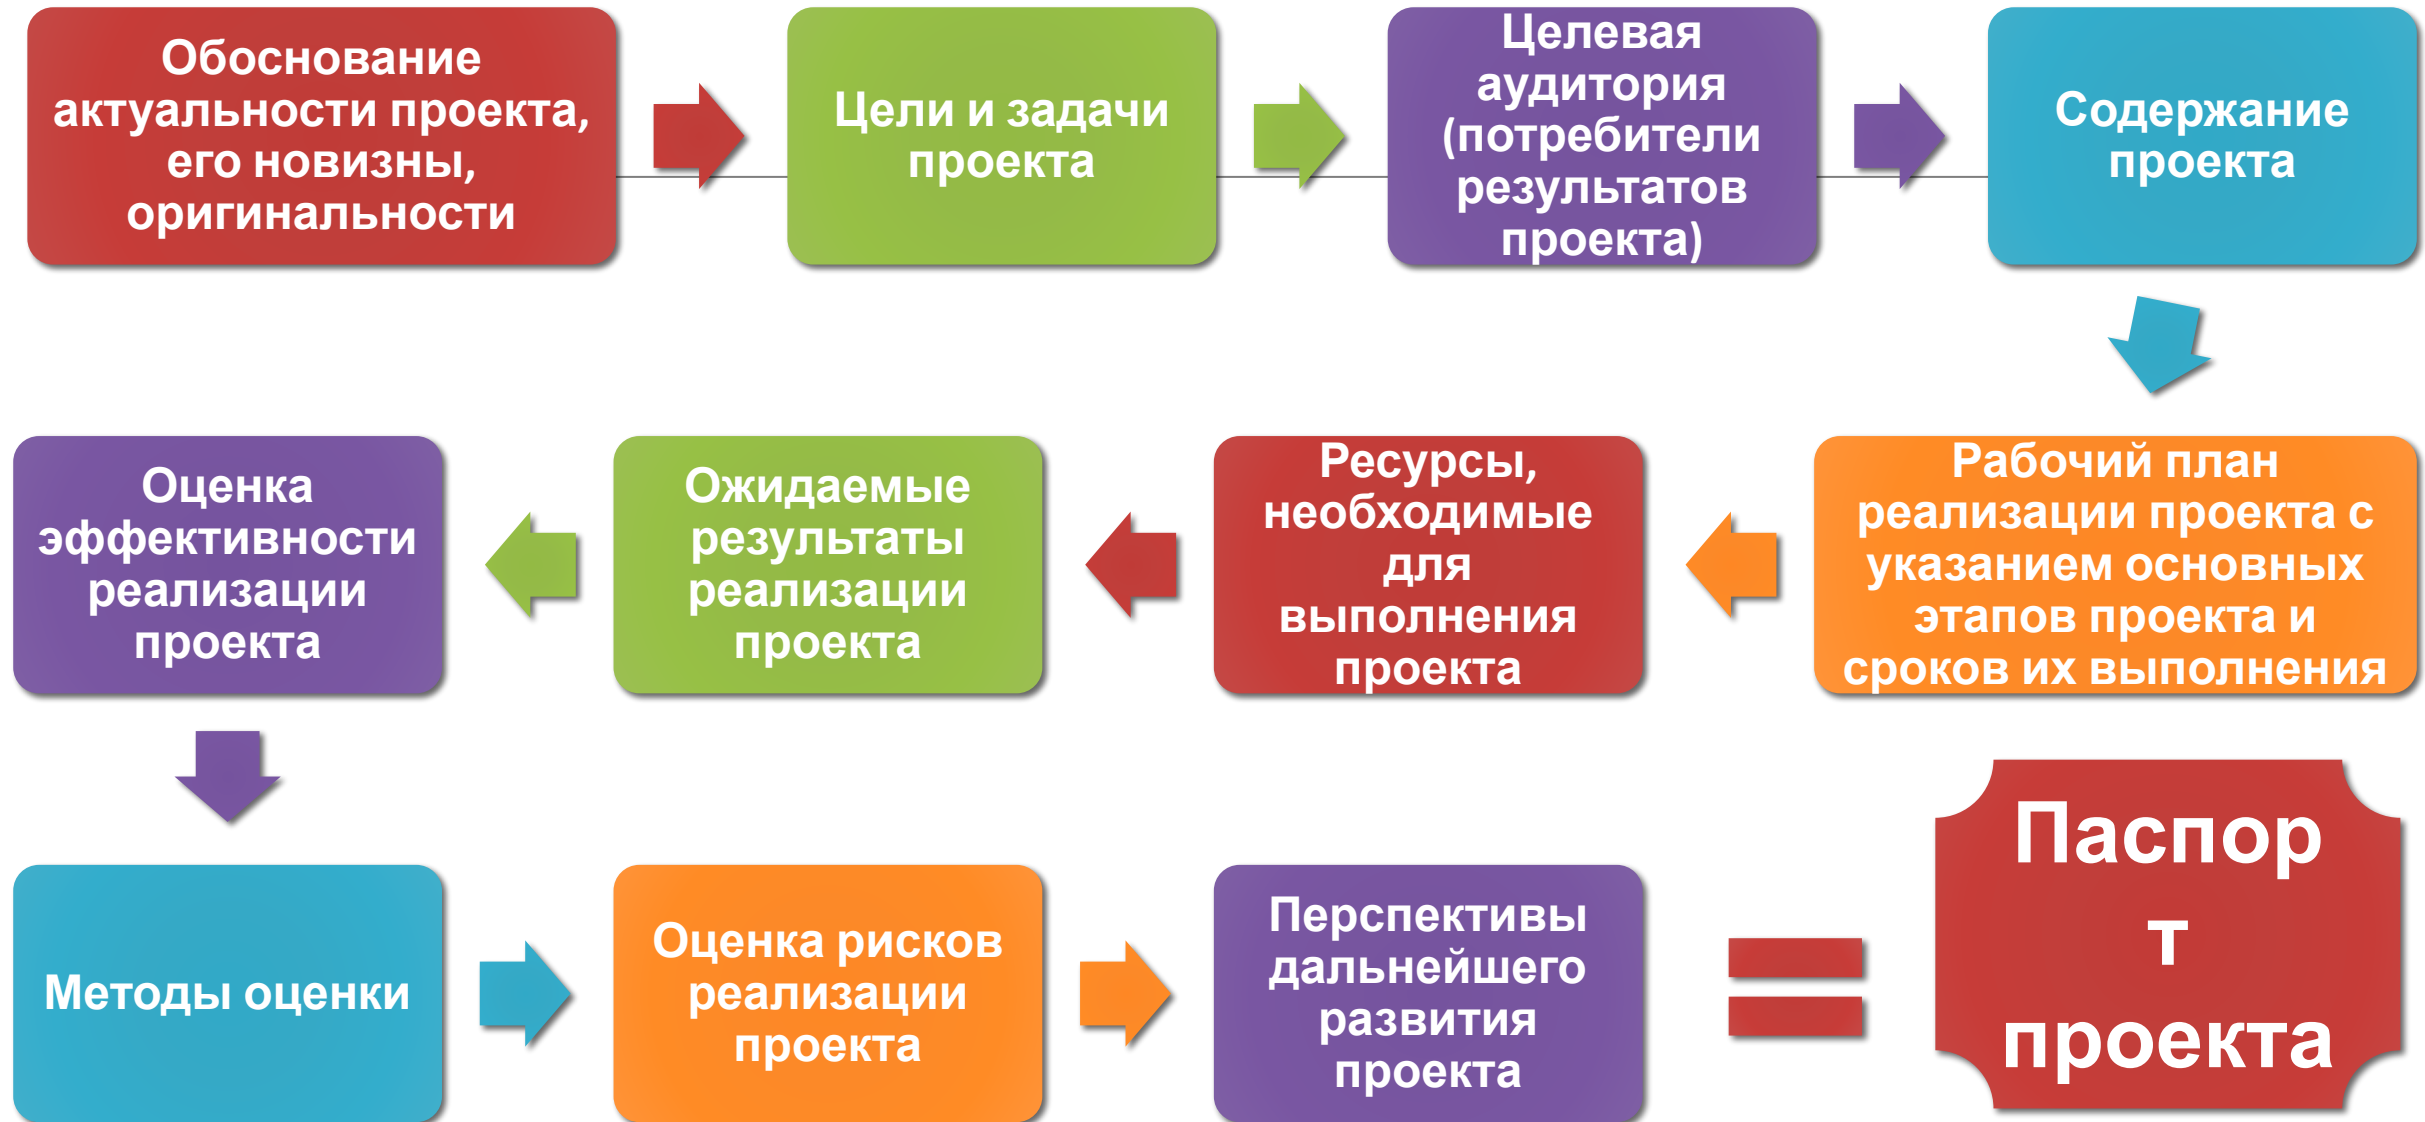 Обоснование
актуальности проекта,
его новизны,
оригинальности
Цели и задачи
проекта
Целевая
аудитория
(потребители
результатов
проекта)
Содержание
проекта
Рабочий план
реализации проекта с
указанием основных
этапов проекта и
сроков их выполнения
Ресурсы,
необходимые
для
выполнения
проекта
Ожидаемые
результаты
реализации
проекта
Оценка
эффективности
реализации
проекта
Методы оценки
Оценка рисков
реализации
проекта
Перспективы
дальнейшего
развития
проекта
Паспор
т
проекта